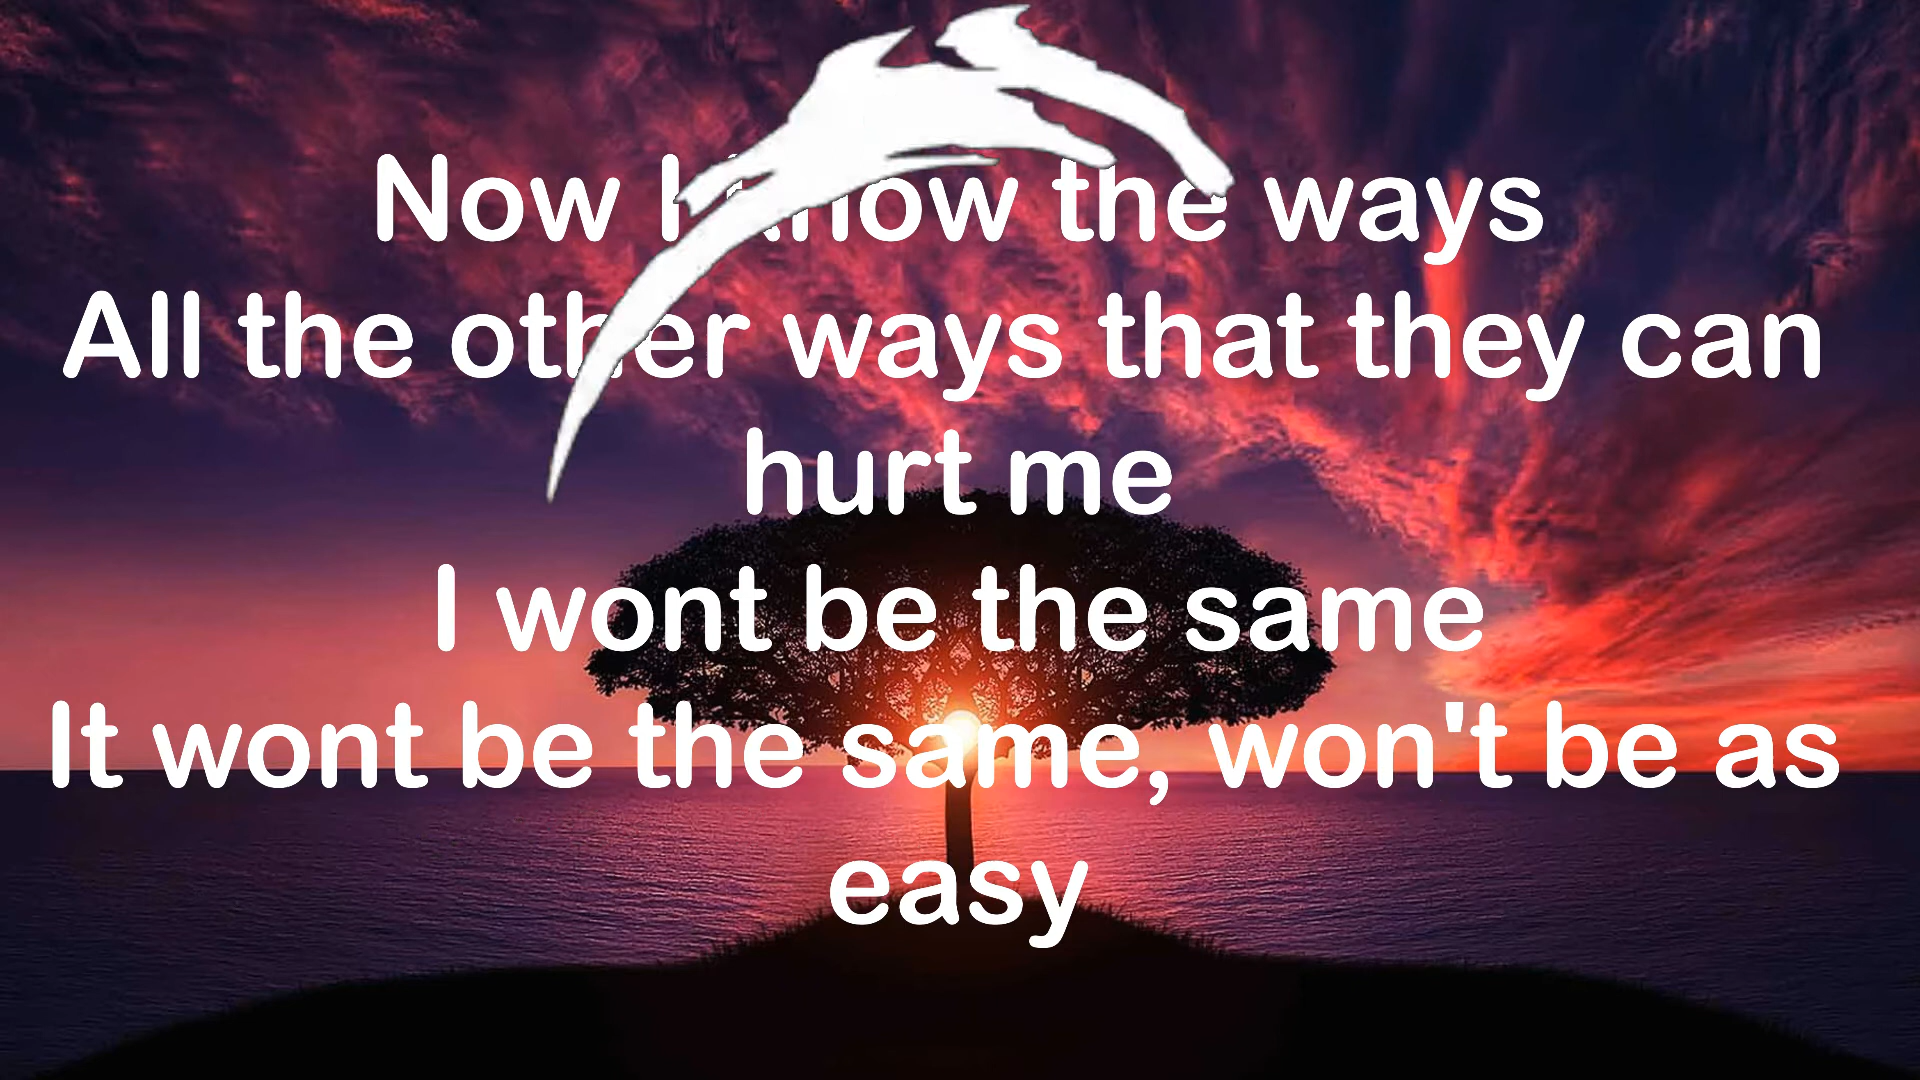 Now I know the ways
All the other ways that they can
hurt me
I wont be the same
It wont be the same, won't be as
easy